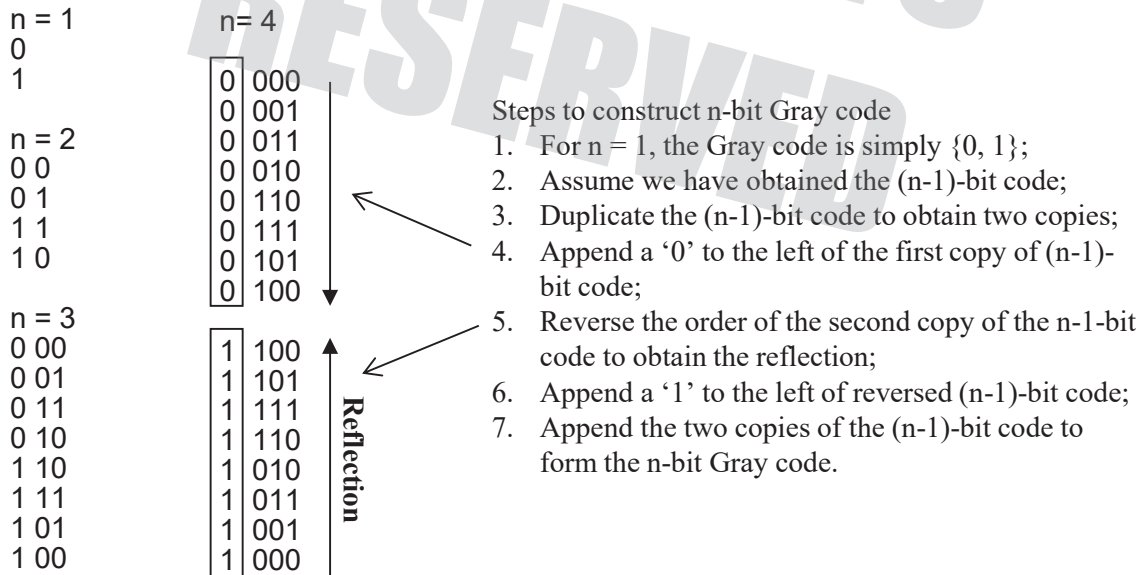 n = 1
0
1
n = 2
0 0
0 1
1 1
1 0
n = 3
0 00
0 01
0 11
0 10
1 10
1 11
1 01
1 00
n= 4
0 000
0 001
0 011
0 010
0 110
0 111
0 101
0 100
1 100
1 101
1 111
1 110
1 010
1 011
1 001
1 000
Reflection
Steps to construct n-bit Gray code
1. For n = 1, the Gray code is simply {0, 1};
2. Assume we have obtained the (n-1)-bit code;
3. Duplicate the (n-1)-bit code to obtain two copies;
4. Append a ‘0’ to the left of the first copy of (n-1)-
bit code;
5. Reverse the order of the second copy of the n-1-bit
code to obtain the reflection;
6. Append a ‘1’ to the left of reversed (n-1)-bit code;
7. Append the two copies of the (n-1)-bit code to
form the n-bit Gray code.
RESERVED